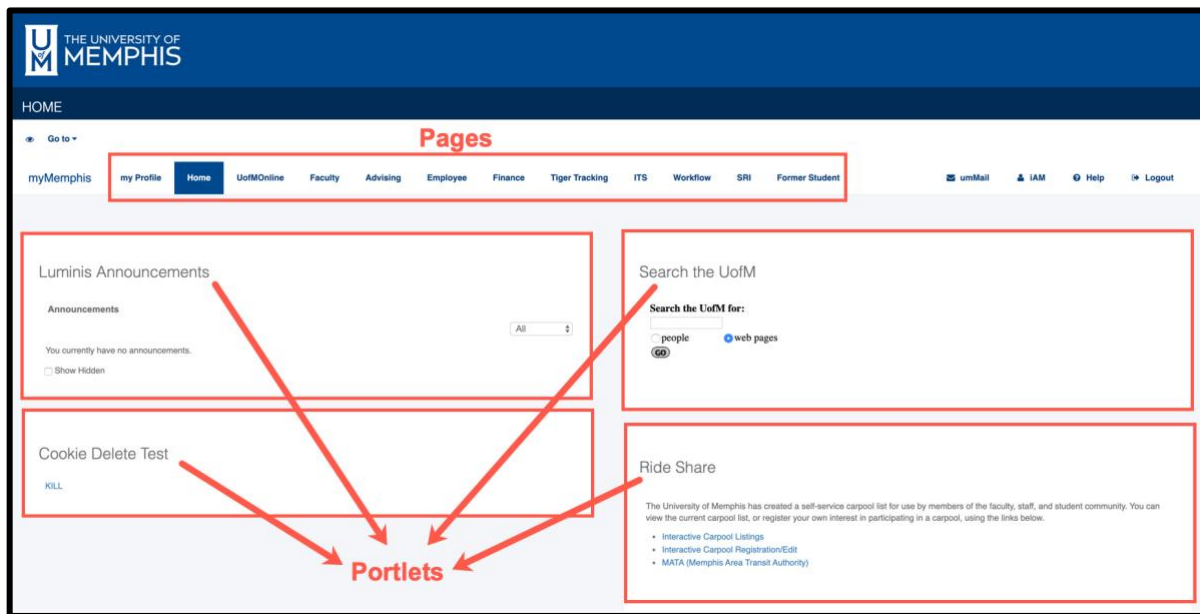 THE UNIVERSITY OF
MEMPHIS
HOME
Go to
Pages
myMemphis my Profile Home UofMOnline Faculty Advising Employee Finance Tiger Tracking ITS Workflow SRI Former Student umMail iAM Help Logout
Luminis Announcements
Announcements
All
You currently have no announcements.
Show Hidden
Search the UofM
Search the UofM for:
people web pages
GO
Cookie Delete Test
KILL
Ride Share
The University of Memphis has created a self-service carpool list for use by members of the faculty, staff, and student community. You can
view the current carpool list, or register your own interest in participating in a carpool, using the links below.
• Interactive Carpool Listings
• Interactive Carpool Registration/Edit
• MATA (Memphis Area Transit Authority)
Portlets